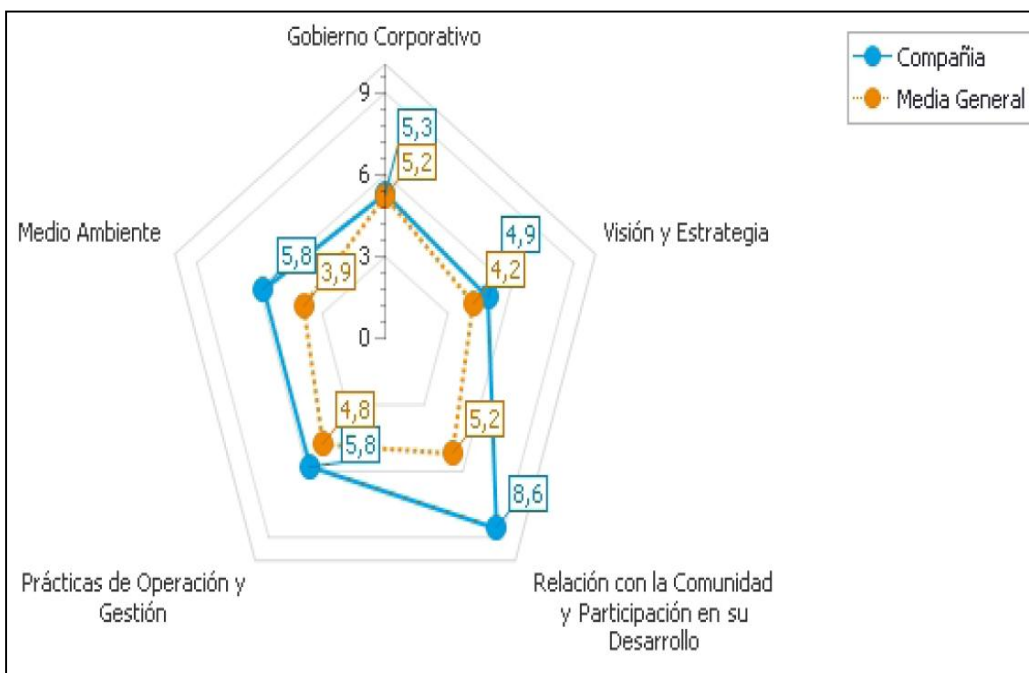 Gobierno Corporativo
Compañia
Media General
9
5,3
5,2
6
Medio Ambiente
Visión y Estrategia
4,9
5,8
3,9
3
4,2
0
4,8
5,8
5,2
8,6
Prácticas de Operación y
Gestión
Relación con la Comunidad
y Participación en su
Desarrollo